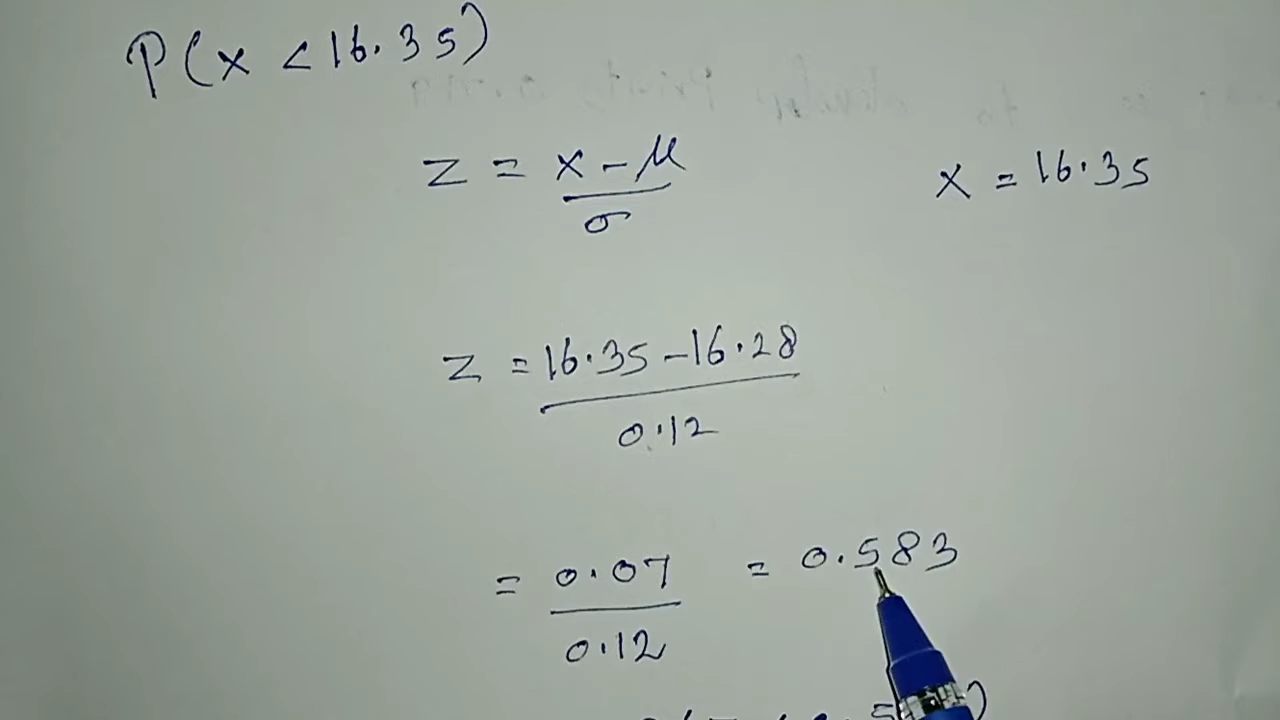 P(x < 16.35)
z = x - μ / σ
x = 16.35
z = 16.35 - 16.28 / 0.12
= 0.07 / 0.12 = 0.583